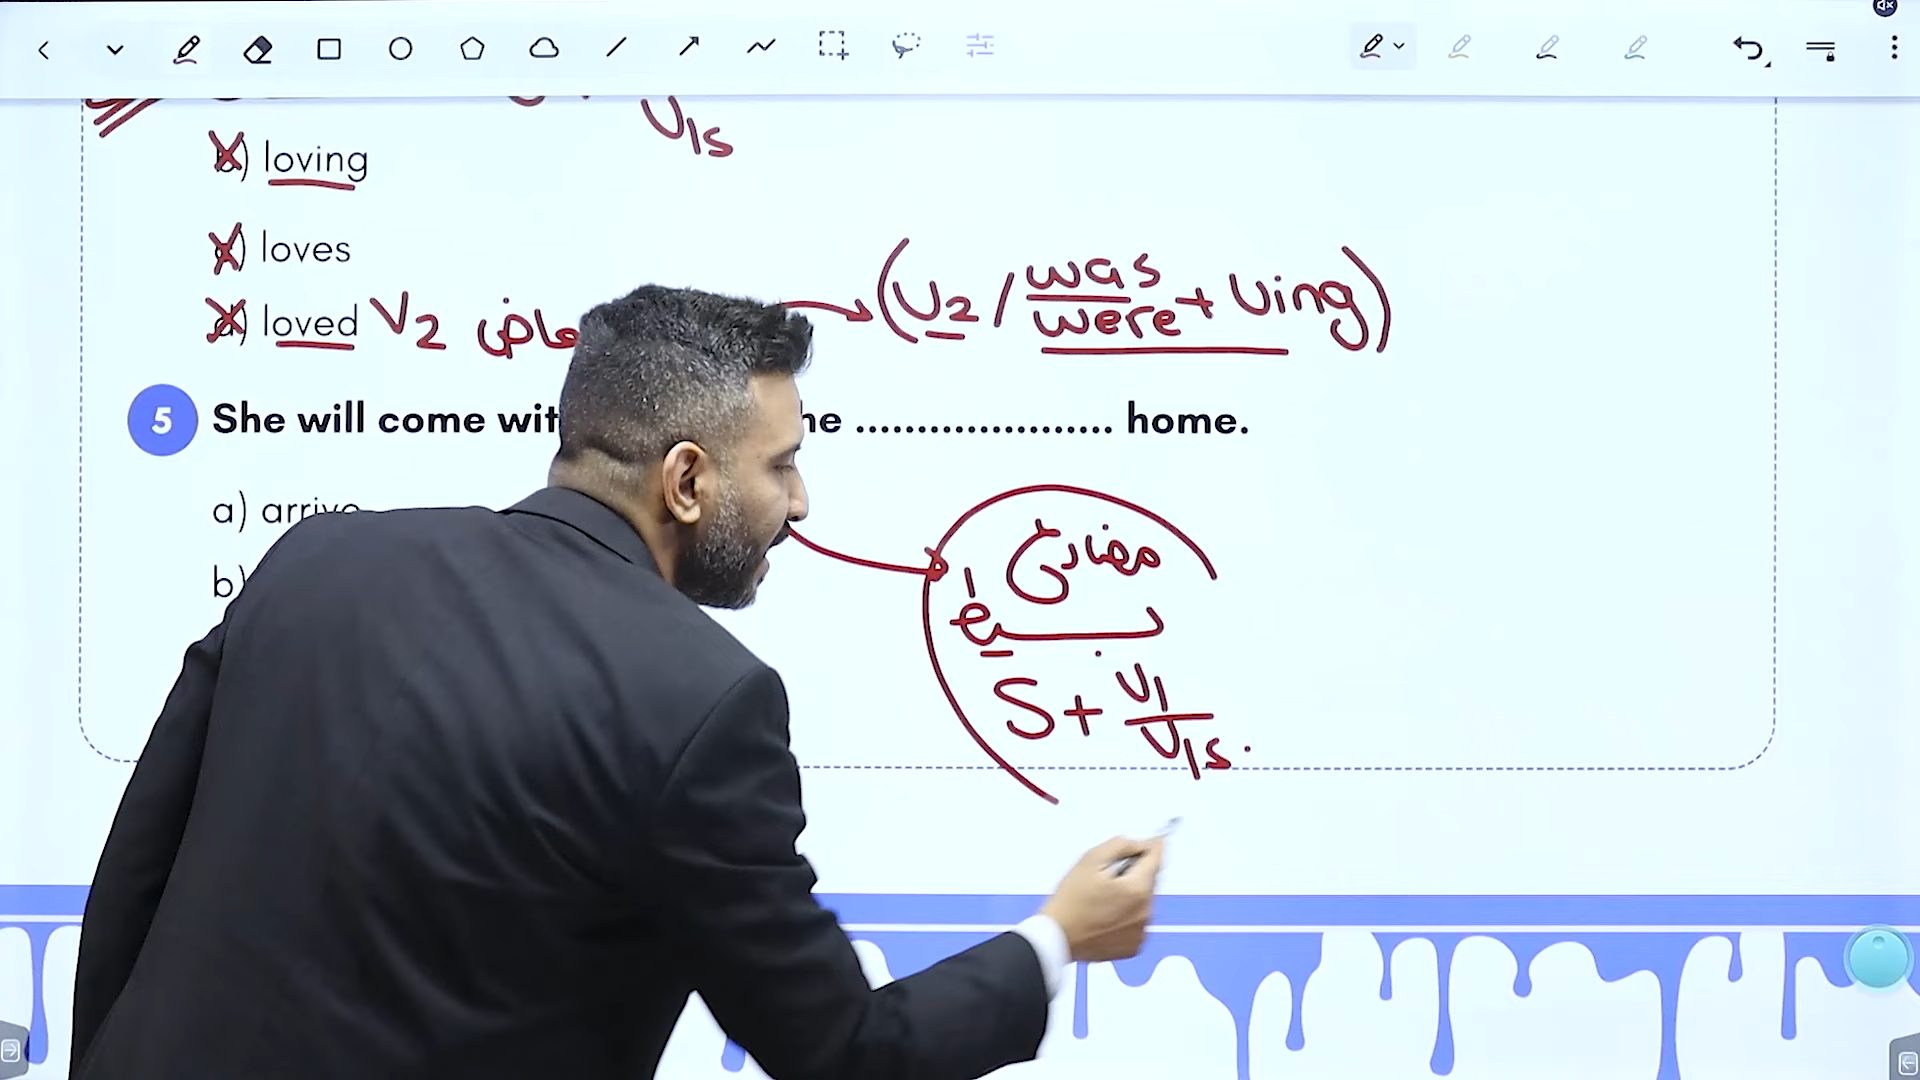 V1s
b) loving
c) loves
d) loved V2 ماض (V2 / was were + Ving)
5 She will come wit he ..................... home.
a) arrive
b)
مضارع
بسيط
S + V1
V1s.